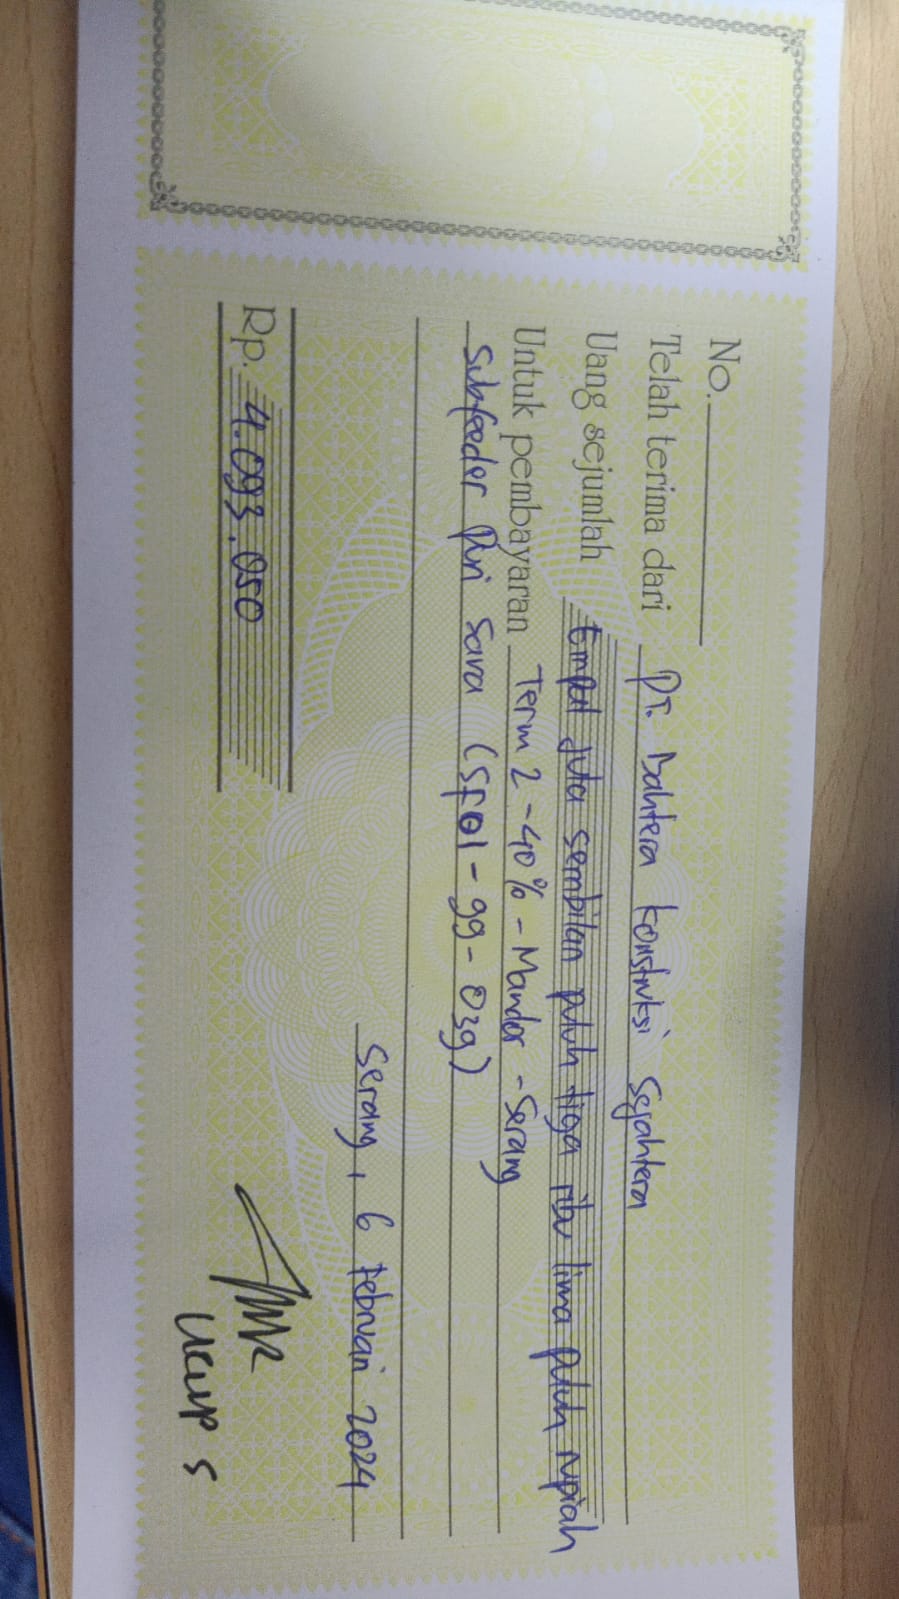 No.
Telah terima dari PT. Bahtera konstruksi Sejahtera
Uang sejumlah Empat juta sembilan puluh tiga ribu lima puluh rupiah
Untuk pembayaran Term 2 - 40% - Mandor - Serang
Subfeeder Puri Sava (SF01 - 99 - 039)
Serang, 6 Februari 2024
Rp. 4.093.050
Ucup S